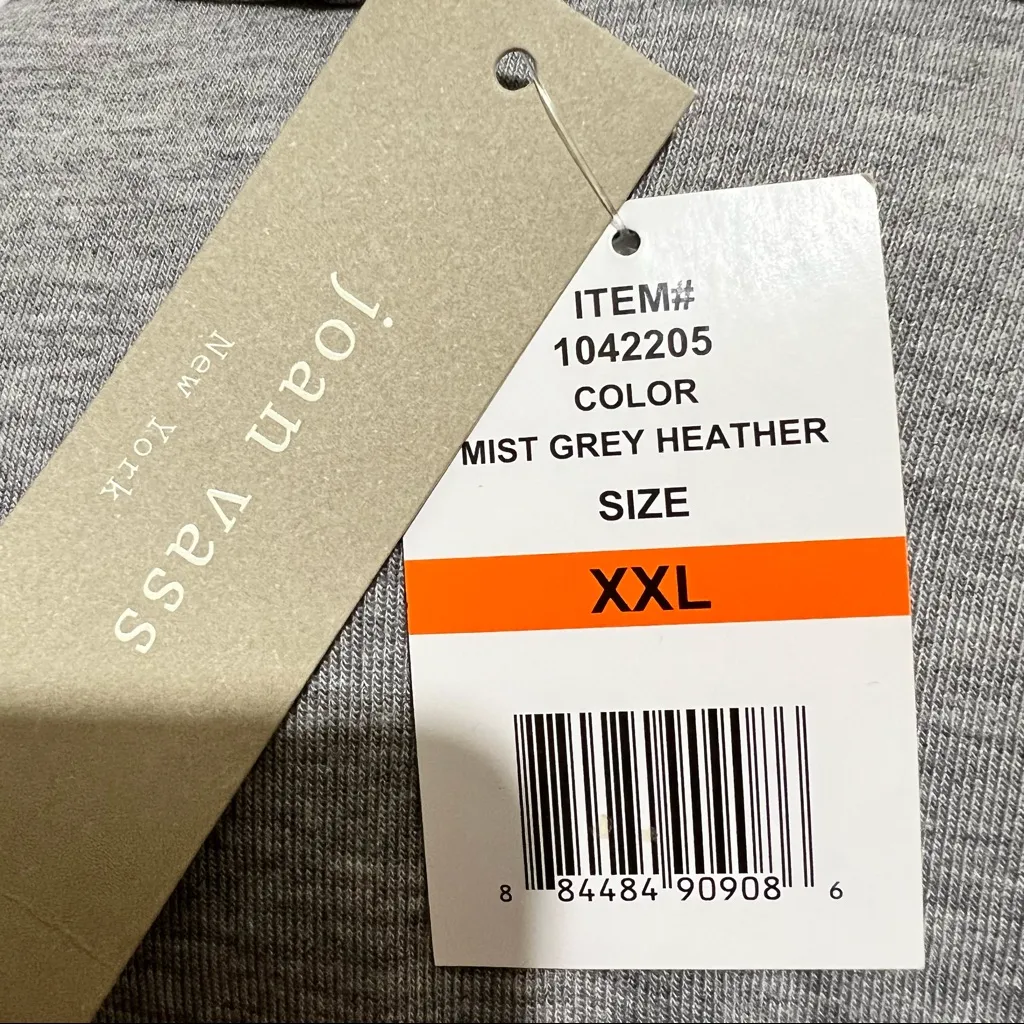 joan vass
New York
ITEM#
1042205
COLOR
MIST GREY HEATHER
SIZE
XXL
8 84484 90908 6